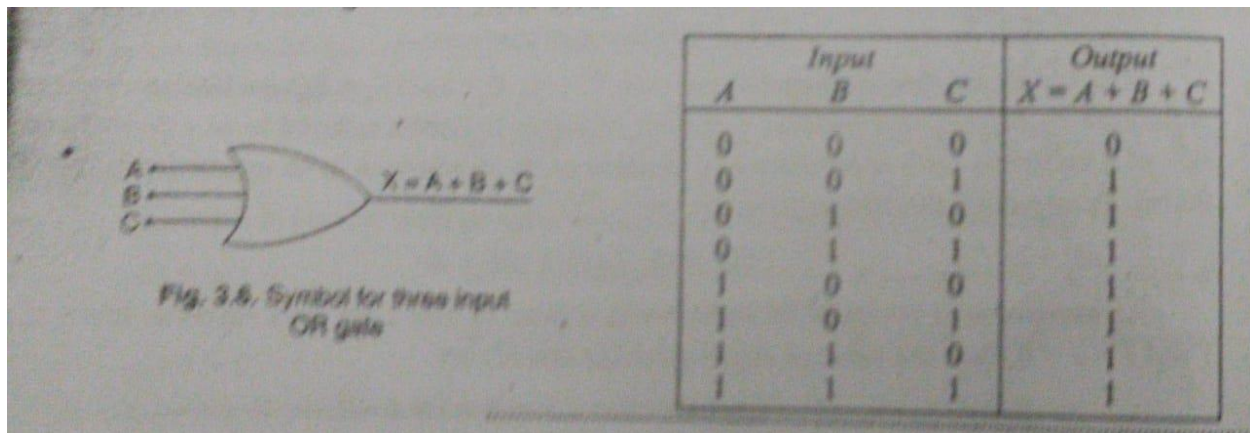 A
B
C
X = A + B + C
Fig. 3.6. Symbol for three input
OR gate
Input Output
A B C X = A + B + C
0 0 0 0
0 0 1 1
0 1 0 1
0 1 1 1
1 0 0 1
1 0 1 1
1 1 0 1
1 1 1 1